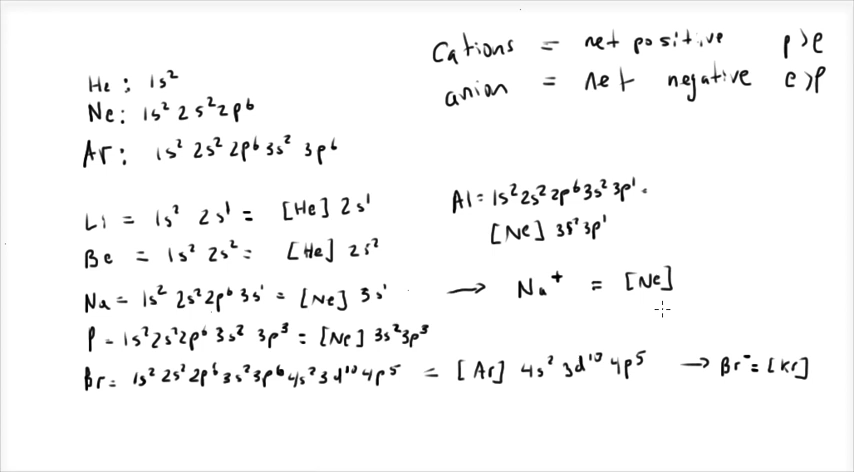 Cations = net positive p>e
anion = net negative e>p
He: 1s²
Ne: 1s² 2s² 2p⁶
Ar: 1s² 2s² 2p⁶ 3s² 3p⁶
Li = 1s² 2s¹ = [He] 2s¹
Be = 1s² 2s² = [He] 2s²
Al = 1s² 2s² 2p⁶ 3s² 3p¹ =
[Ne] 3s² 3p¹
Na = 1s² 2s² 2p⁶ 3s¹ = [Ne] 3s¹ → Na⁺ = [Ne]
P = 1s² 2s² 2p⁶ 3s² 3p³ = [Ne] 3s² 3p³
Br = 1s² 2s² 2p⁶ 3s² 3p⁶ 4s² 3d¹⁰ 4p⁵ = [Ar] 4s² 3d¹⁰ 4p⁵ → Br⁻ = [Kr]